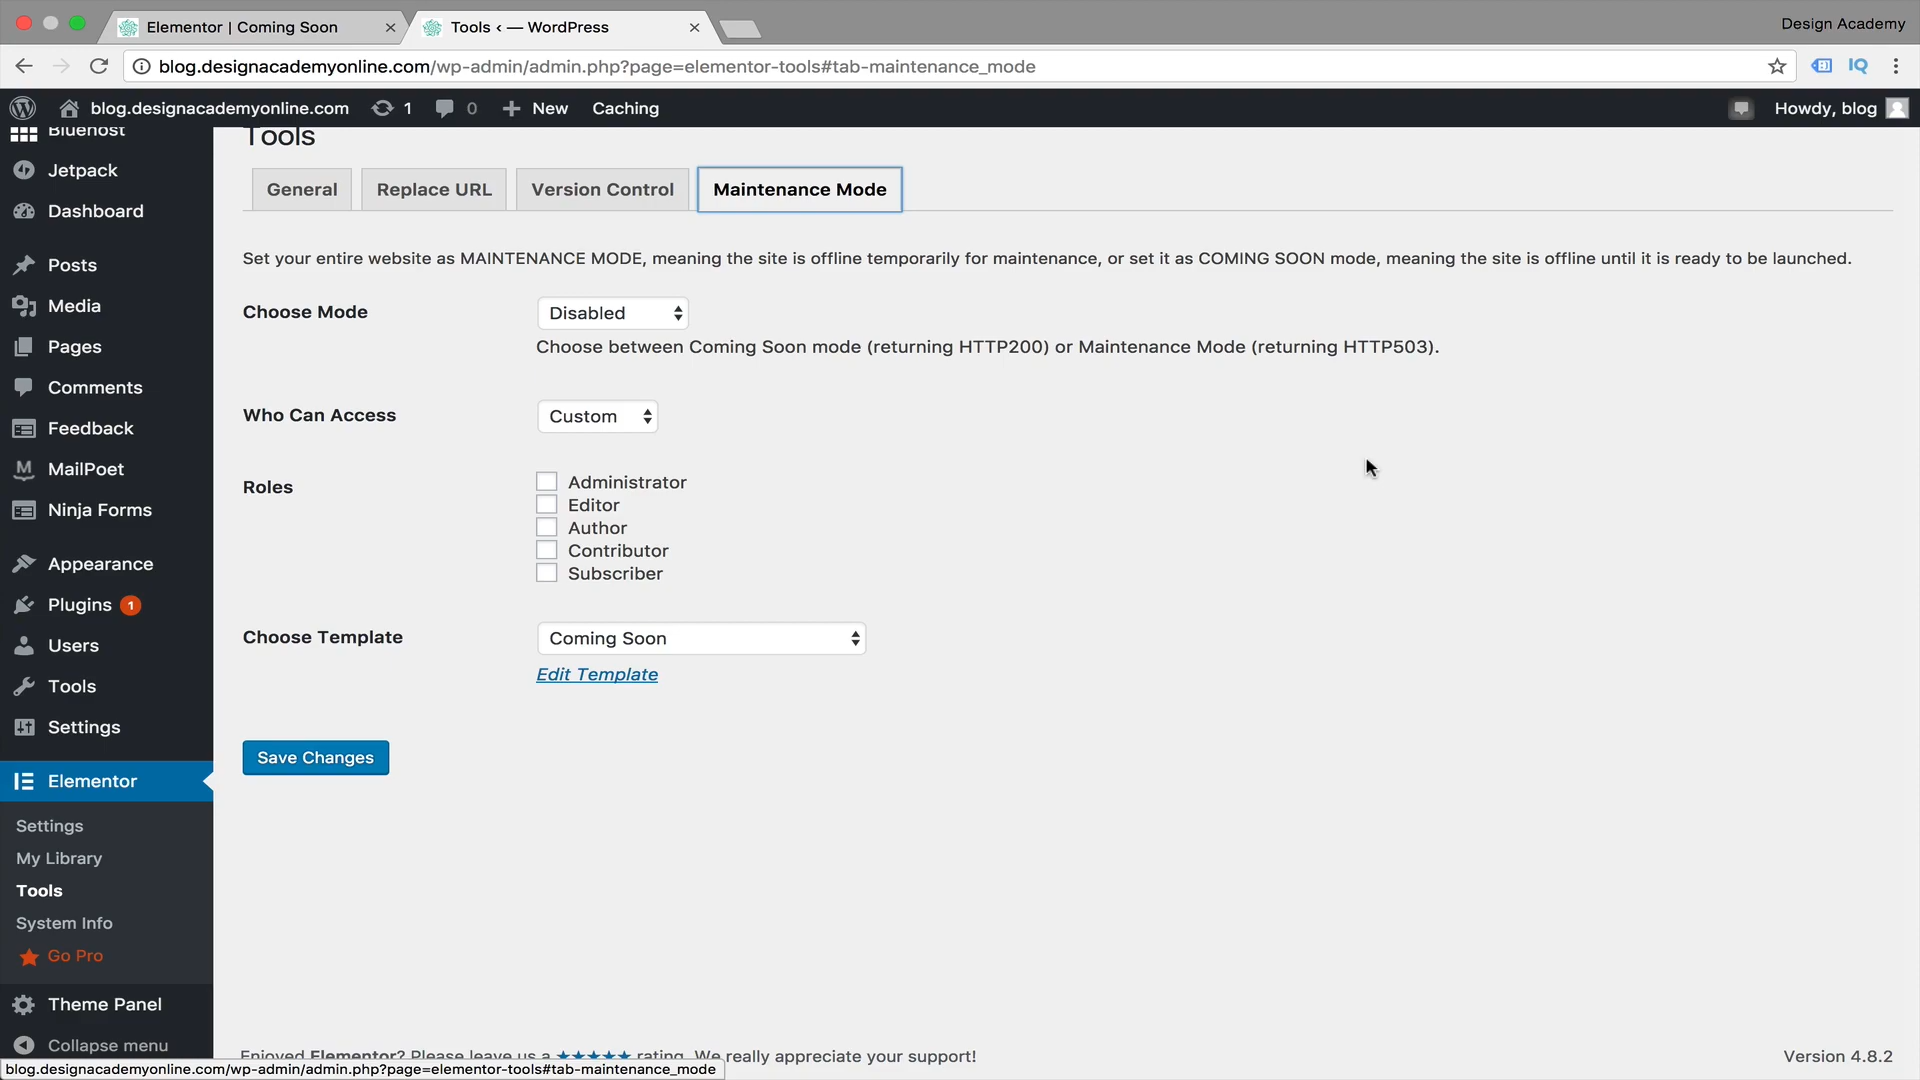 Elementor | Coming Soon
Tools ‹ — WordPress
Design Academy
blog.designacademyonline.com/wp-admin/admin.php?page=elementor-tools#tab-maintenance_mode
IQ
blog.designacademyonline.com
1
0
New
Caching
Howdy, blog
Bluehost
Jetpack
Dashboard
Posts
Media
Pages
Comments
Feedback
MailPoet
Ninja Forms
Appearance
Plugins 1
Users
Tools
Settings
Elementor
Settings
My Library
Tools
System Info
Go Pro
Theme Panel
Collapse menu
Tools
General
Replace URL
Version Control
Maintenance Mode
Set your entire website as MAINTENANCE MODE, meaning the site is offline temporarily for maintenance, or set it as COMING SOON mode, meaning the site is offline until it is ready to be launched.
Choose Mode
Disabled
Choose between Coming Soon mode (returning HTTP200) or Maintenance Mode (returning HTTP503).
Who Can Access
Custom
Roles
Administrator
Editor
Author
Contributor
Subscriber
Choose Template
Coming Soon
Edit Template
Save Changes
Enjoyed Elementor? Please leave us a ★★★★★ rating. We really appreciate your support!
Version 4.8.2
blog.designacademyonline.com/wp-admin/admin.php?page=elementor-tools#tab-maintenance_mode